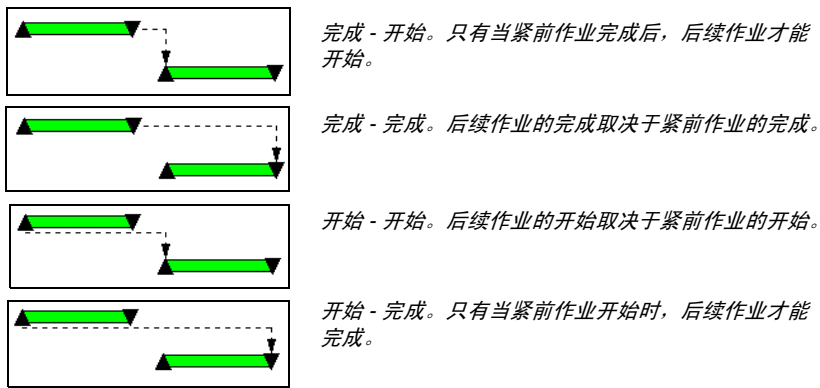 完成 - 开始。只有当紧前作业完成后，后续作业才能
开始。
完成 - 完成。后续作业的完成取决于紧前作业的完成。
开始 - 开始。后续作业的开始取决于紧前作业的开始。
开始 - 完成。只有当紧前作业开始时，后续作业才能
完成。